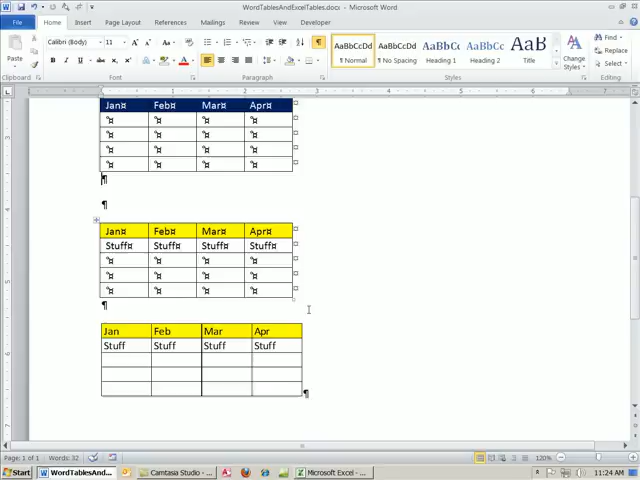 WordTablesAndExcelTables.docx - Microsoft Word
File Home Insert Page Layout References Mailings Review View Developer
Calibri (Body) 11 Find
Paste B I U AaBbCcDd AaBbCcDd AaBbCc AaBbCc AaB Replace
¶ Normal ¶ No Spacing Heading 1 Heading 2 Title Change Styles Select
Clipboard Font Paragraph Styles Editing
Jan¤ Feb¤ Mar¤ Apr¤
¶
¶
Jan¤ Feb¤ Mar¤ Apr¤
Stuff¤ Stuff¤ Stuff¤ Stuff¤
¶
Jan Feb Mar Apr
Stuff Stuff Stuff Stuff
¶
Page: 1 of 1 Words: 32 120%
Start WordTablesAnd... Camtasia Studio - ... Microsoft Excel - ... 11:24 AM